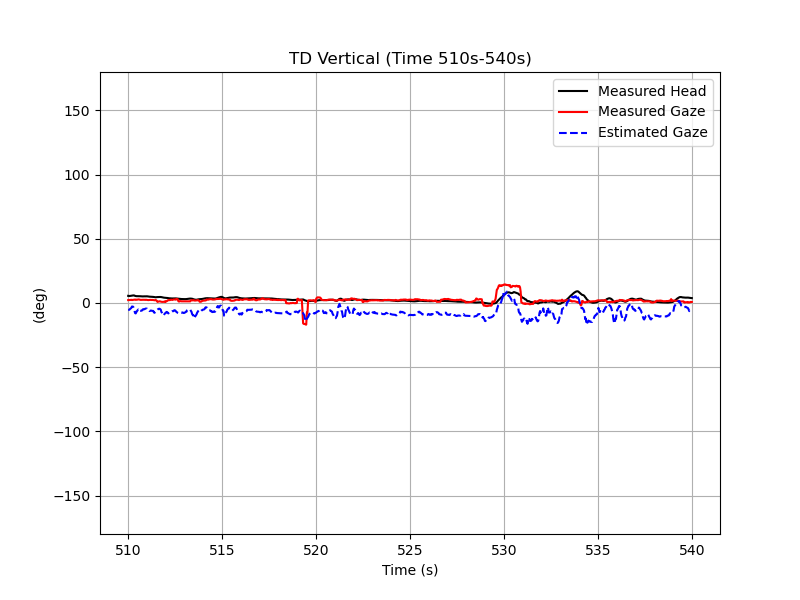 TD Vertical (Time 510s-540s)
Measured Head
Measured Gaze
Estimated Gaze
150
100
50
0
−50
−100
−150
(deg)
510 515 520 525 530 535 540
Time (s)